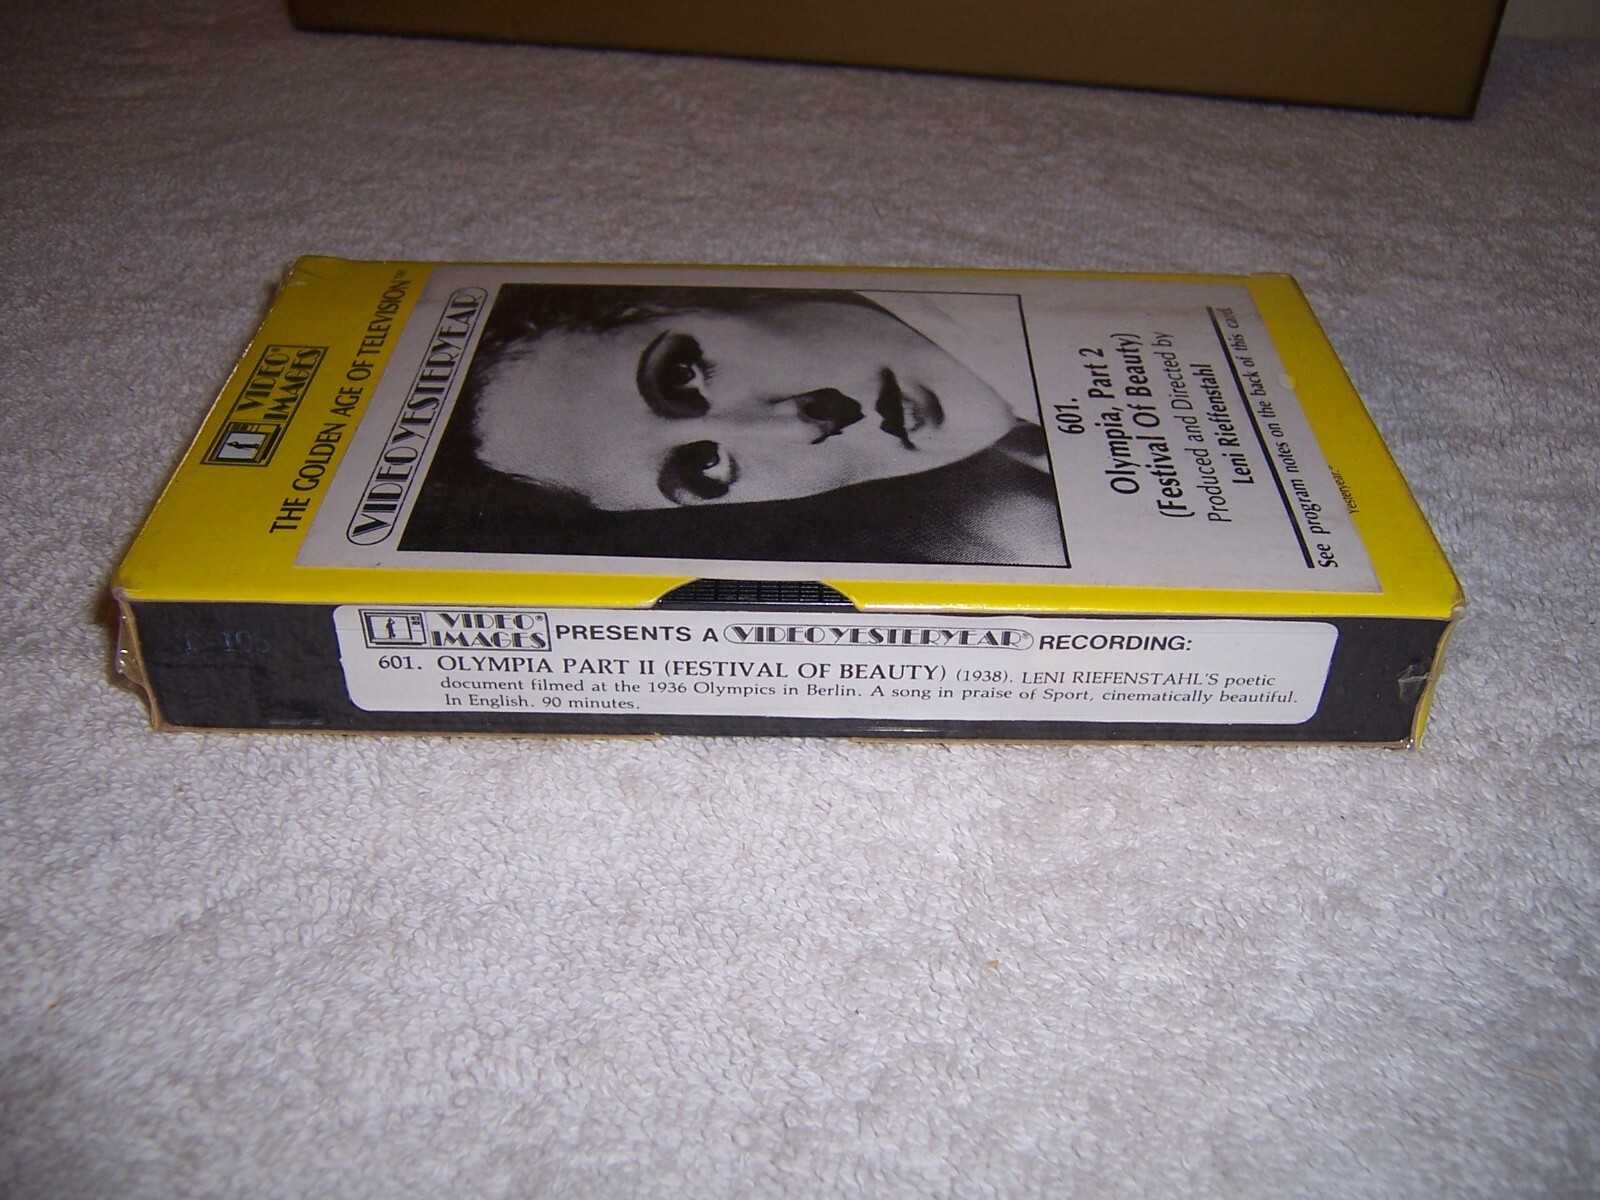 VIDEO®
IMAGES
THE GOLDEN AGE OF TELEVISION™
VIDEOYESTERYEAR
601.
Olympia, Part 2
(Festival Of Beauty)
Produced and Directed by
Leni Rieffenstahl
See program notes on the back of this card
Yesteryear.®
VIDEO®
IMAGES
PRESENTS A VIDEOYESTERYEAR® RECORDING:
601. OLYMPIA PART II (FESTIVAL OF BEAUTY) (1938). LENI RIEFENSTAHL'S poetic
document filmed at the 1936 Olympics in Berlin. A song in praise of Sport, cinematically beautiful.
In English. 90 minutes.